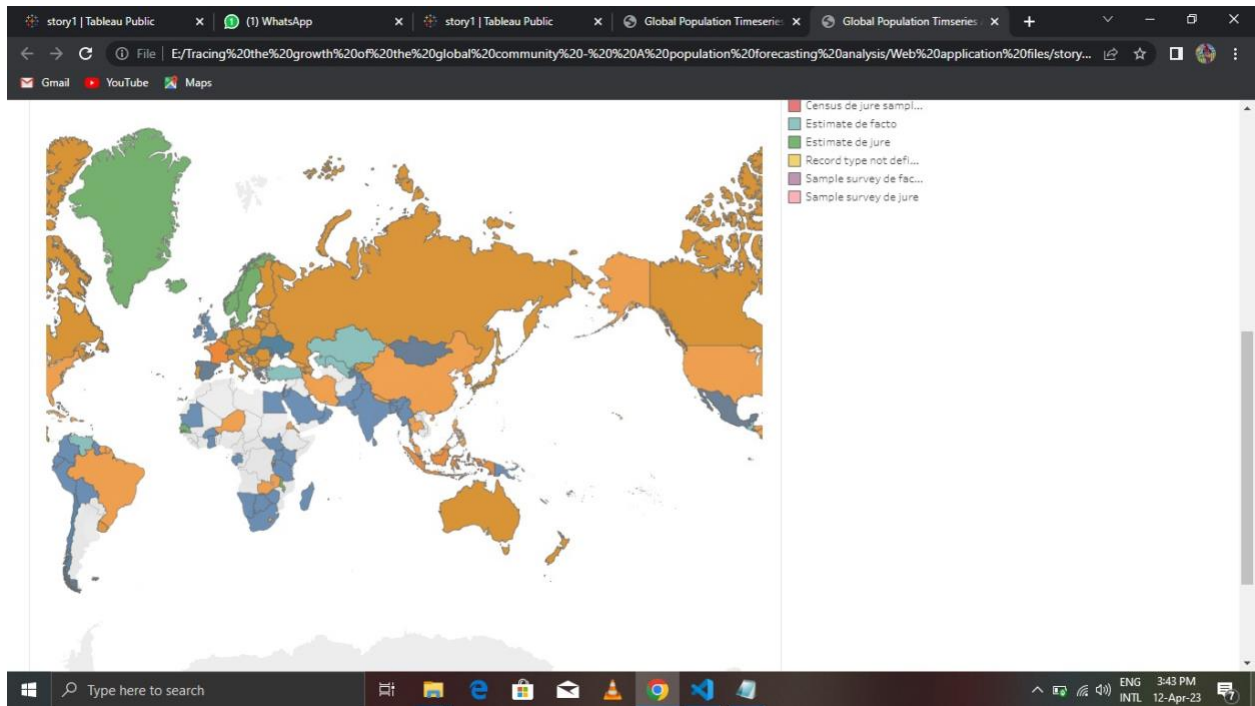 story1 | Tableau Public
(1) WhatsApp
story1 | Tableau Public
Global Population Timeserie
Global Population Timseries
File
E:/Tracing%20the%20growth%20of%20the%20global%20community%20-%20%20A%20population%20forecasting%20analysis/Web%20application%20files/story...
Gmail
YouTube
Maps
Census de jure sampl...
Estimate de facto
Estimate de jure
Record type not defi...
Sample survey de fac...
Sample survey de jure
Type here to search
ENG
INTL
3:43 PM
12-Apr-23